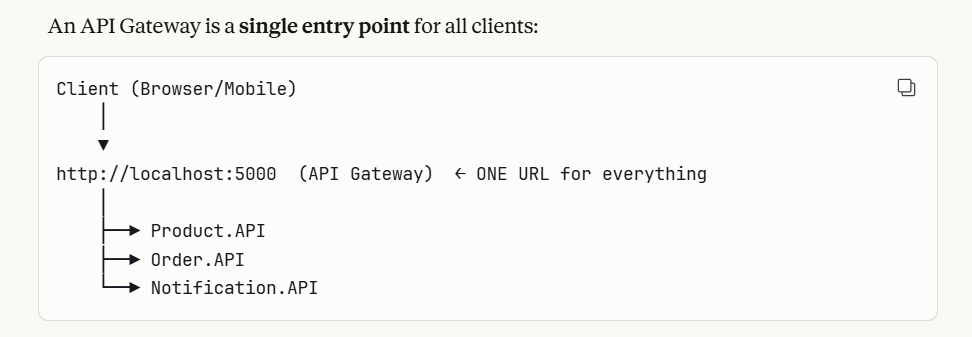 An API Gateway is a single entry point for all clients:
Client (Browser/Mobile)
│
▼
http://localhost:5000  (API Gateway)  ← ONE URL for everything
│
├──► Product.API
├──► Order.API
└──► Notification.API